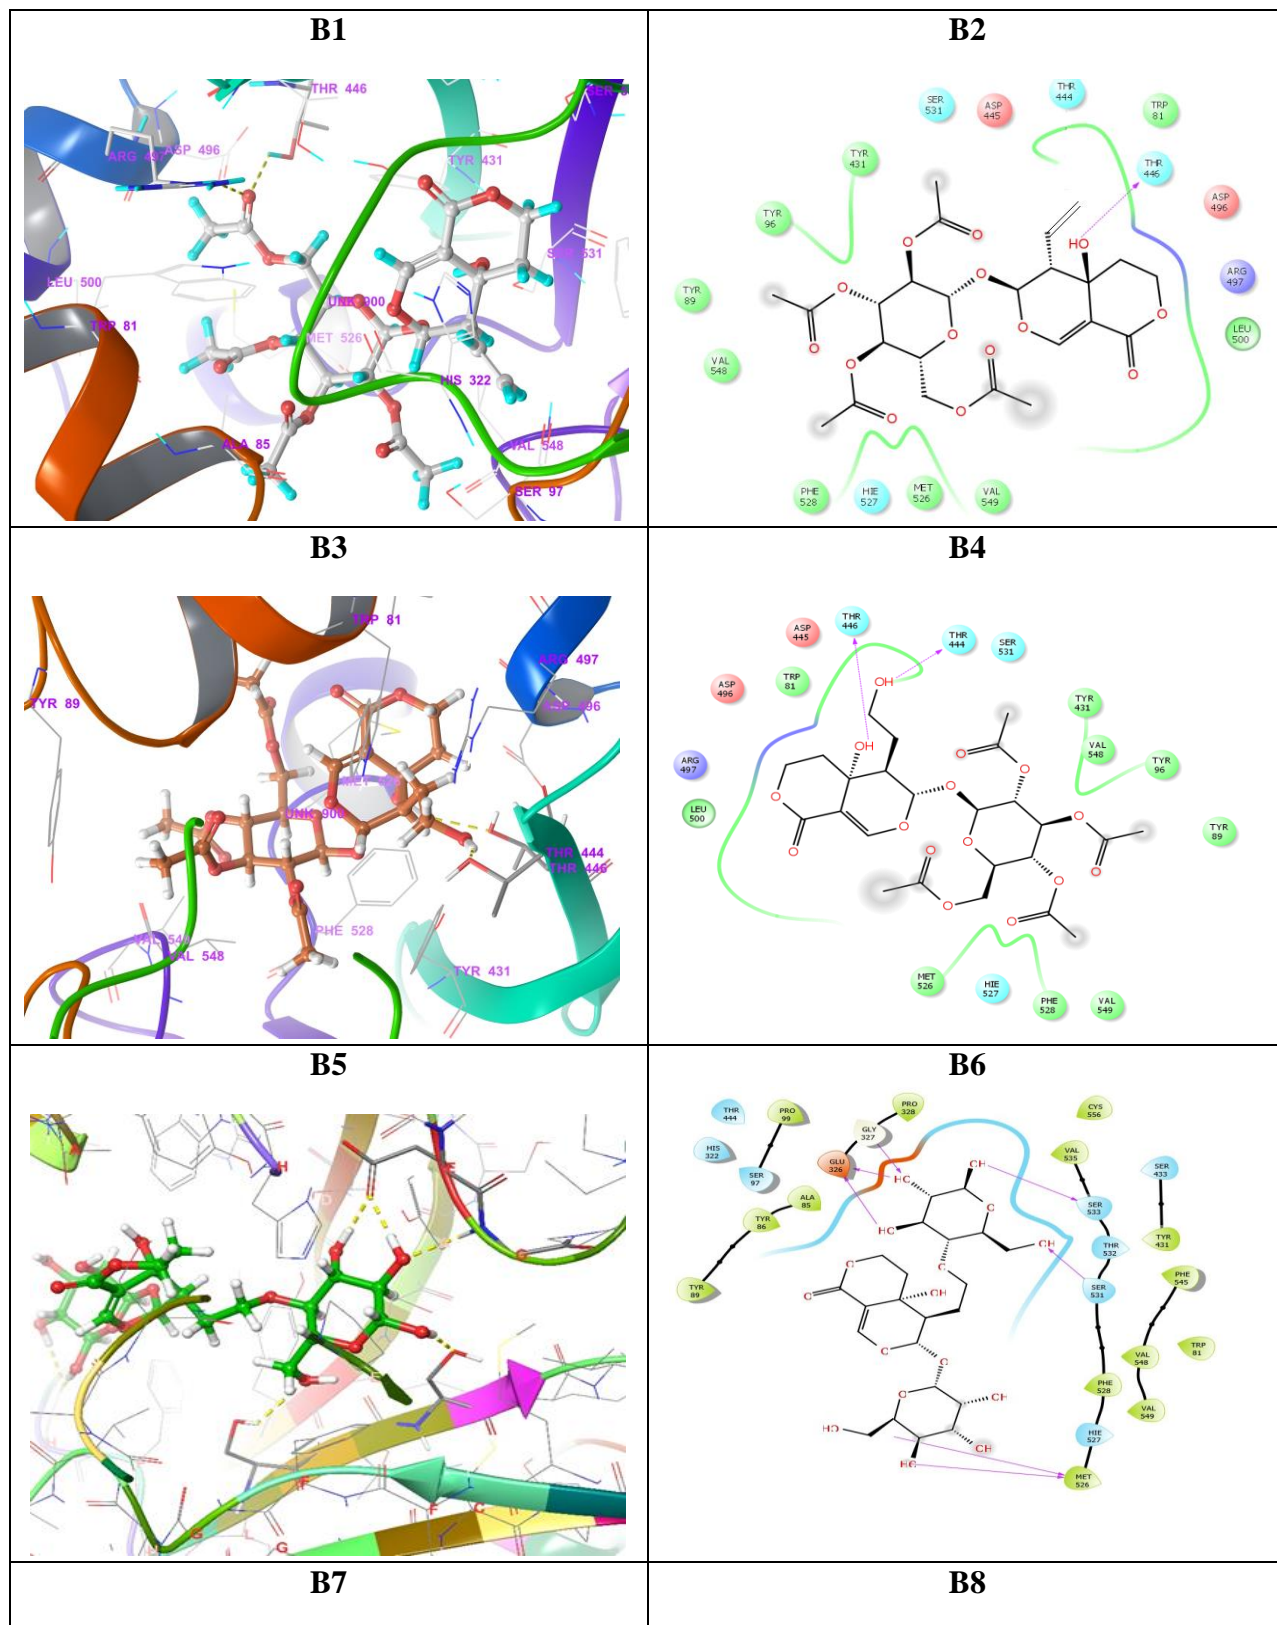 B1
B2
THR 446
SER 5
ARG 497
ASP 496
TYR 431
SER 531
LEU 500
UNK 900
TRP 81
MET 526
HIS 322
ALA 85
VAL 548
SER 97
SER 531
ASP 445
THR 444
TRP 81
TYR 431
THR 446
TYR 96
ASP 496
HO
O
O
O
O
O
O
O
O
O
O
O
O
O
O
TYR 89
ARG 497
LEU 500
VAL 548
PHE 528
HIE 527
MET 526
VAL 549
B3
B4
TRP 81
ARG 497
TYR 89
ASP 496
UNK 900
THR 444
THR 446
PHE 528
VAL 548
TYR 431
THR 446
THR 444
SER 531
ASP 445
TRP 81
ASP 496
OH
OH
TYR 431
VAL 548
TYR 96
ARG 497
LEU 500
TYR 89
O
O
O
O
O
O
O
O
O
O
O
O
O
O
MET 526
HIE 527
PHE 528
VAL 549
B5
B6
H
F
D
H
F
F
C
G
L
G
THR 444
PRO 99
PRO 328
CYS 556
GLY 327
HIS 322
GLU 326
VAL 535
SER 433
SER 97
SER 533
ALA 85
TYR 86
THR 532
TYR 431
TYR 89
SER 531
PHE 545
TRP 81
VAL 548
PHE 528
VAL 549
HIE 527
MET 526
B7
B8